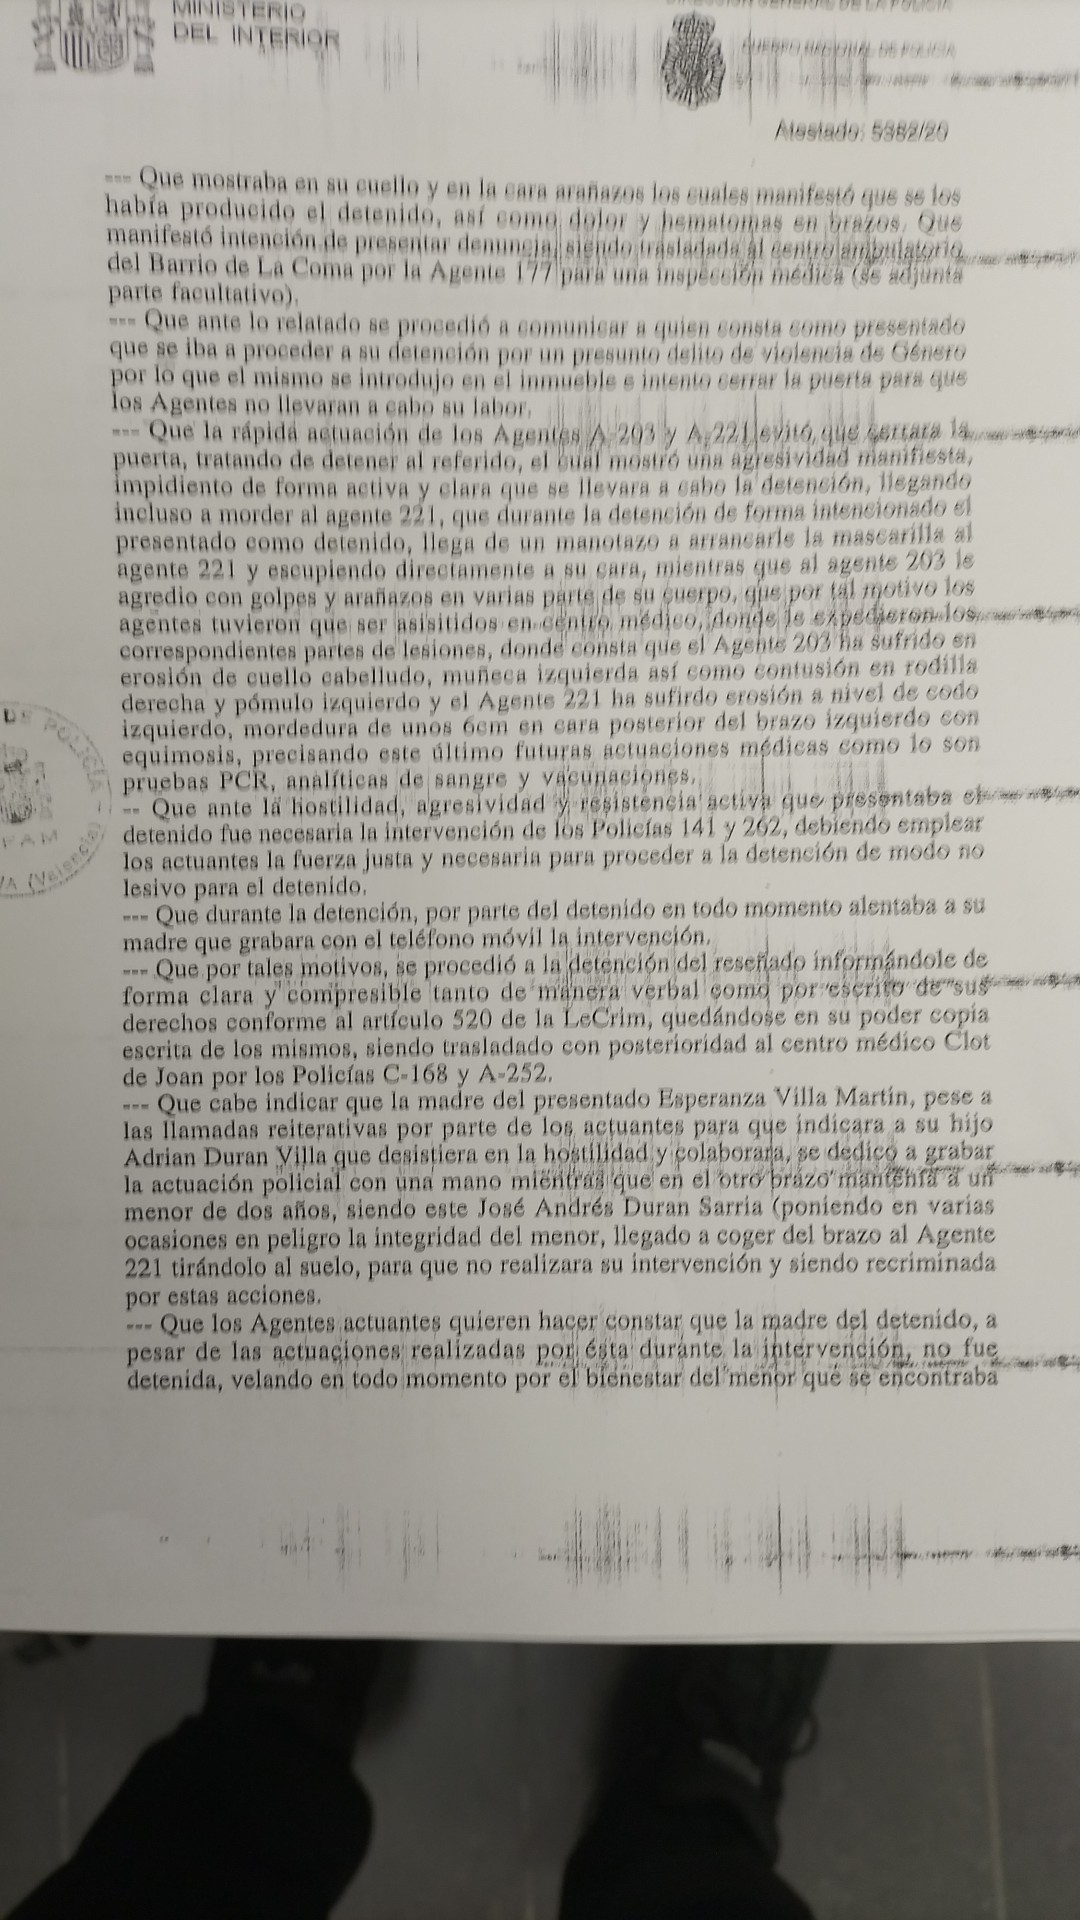 MINISTERIO
DEL INTERIOR
DIRECCIÓN GENERAL DE LA POLICÍA
CUERPO NACIONAL DE POLICÍA
Atestado: 5382/20
--- Que mostraba en su cuello y en la cara arañazos los cuales manifestó que se los
había producido el detenido, así como dolor y hematomas en brazos. Que
manifestó intención de presentar denuncia, siendo trasladada al centro ambulatorio
del Barrio de La Coma por la Agente 177 para una inspección médica (se adjunta
parte facultativo).
--- Que ante lo relatado se procedió a comunicar a quien consta como presentado
que se iba a proceder a su detención por un presunto delito de violencia de Género
por lo que el mismo se introdujo en el inmueble e intento cerrar la puerta para que
los Agentes no llevaran a cabo su labor.
--- Que la rápida actuación de los Agentes A-203 y A-221 evitó que cerrara la
puerta, tratando de detener al referido, el cual mostró una agresividad manifiesta,
impidiento de forma activa y clara que se llevara a cabo la detención, llegando
incluso a morder al agente 221, que durante la detención de forma intencionado el
presentado como detenido, llega de un manotazo a arrancarle la mascarilla al
agente 221 y escupiendo directamente a su cara, mientras que al agente 203 le
agredio con golpes y arañazos en varias parte de su cuerpo, que por tal motivo los
agentes tuvieron que ser asisitidos en centro médico, donde le expedieron los
correspondientes partes de lesiones, donde consta que el Agente 203 ha sufrido en
erosión de cuello cabelludo, muñeca izquierda así como contusión en rodilla
derecha y pómulo izquierdo y el Agente 221 ha sufirdo erosión a nivel de codo
izquierdo, mordedura de unos 6cm en cara posterior del brazo izquierdo con
equimosis, precisando este último futuras actuaciones médicas como lo son
pruebas PCR, analíticas de sangre y vacunaciones.
-- Que ante la hostilidad, agresividad y resistencia activa que presentaba el
detenido fue necesaria la intervención de los Policías 141 y 262, debiendo emplear
los actuantes la fuerza justa y necesaria para proceder a la detención de modo no
lesivo para el detenido.
--- Que durante la detención, por parte del detenido en todo momento alentaba a su
madre que grabara con el teléfono móvil la intervención.
--- Que por tales motivos, se procedió a la detención del reseñado informándole de
forma clara y compresible tanto de manera verbal como por escrito de sus
derechos conforme al artículo 520 de la LeCrim, quedándose en su poder copia
escrita de los mismos, siendo trasladado con posterioridad al centro médico Clot
de Joan por los Policías C-168 y A-252.
--- Que cabe indicar que la madre del presentado Esperanza Villa Martín, pese a
las llamadas reiterativas por parte de los actuantes para que indicara a su hijo
Adrian Duran Villa que desistiera en la hostilidad y colaborara, se dedicó a grabar
la actuación policial con una mano mientras que en el otro brazo mantenía a un
menor de dos años, siendo este José Andrés Duran Sarria (poniendo en varias
ocasiones en peligro la integridad del menor, llegado a coger del brazo al Agente
221 tirándolo al suelo, para que no realizara su intervención y siendo recriminada
por estas acciones.
--- Que los Agentes actuantes quieren hacer constar que la madre del detenido, a
pesar de las actuaciones realizadas por ésta durante la intervención, no fue
detenida, velando en todo momento por el bienestar del menor que se encontraba
DE POLICÍA -
FAM
VA (Valencia)